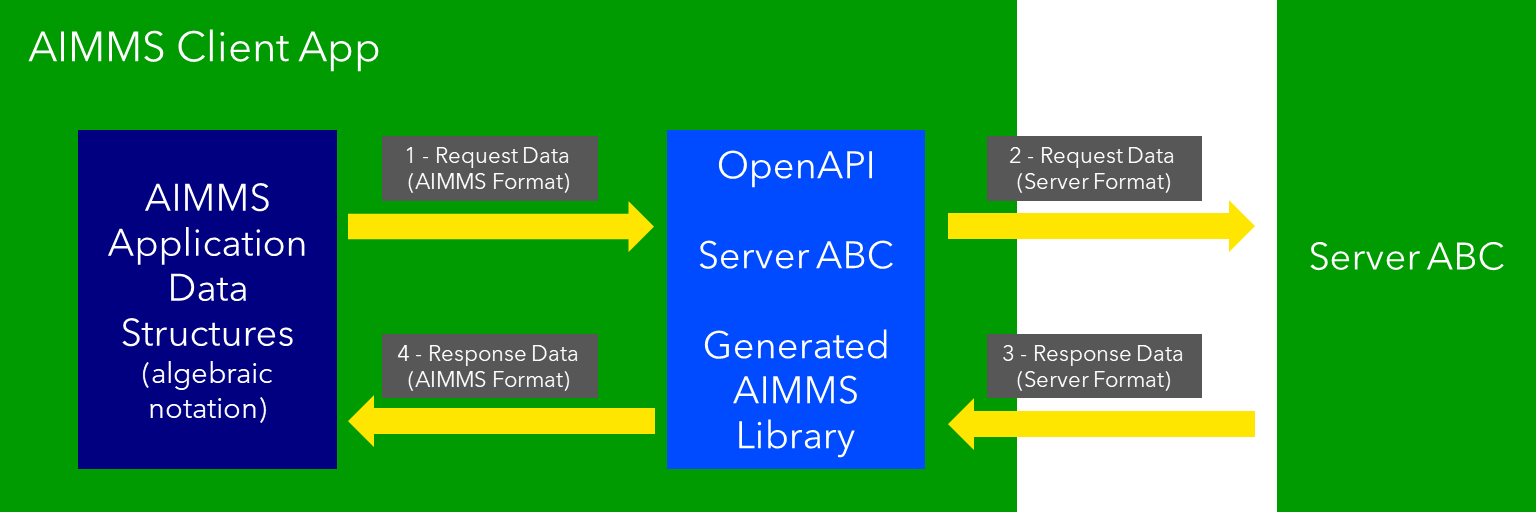 AIMMS Client App
AIMMS
Application
Data
Structures
(algebraic
notation)
1 - Request Data
(AIMMS Format)
4 - Response Data
(AIMMS Format)
OpenAPI
Server ABC
Generated
AIMMS
Library
2 - Request Data
(Server Format)
3 - Response Data
(Server Format)
Server ABC